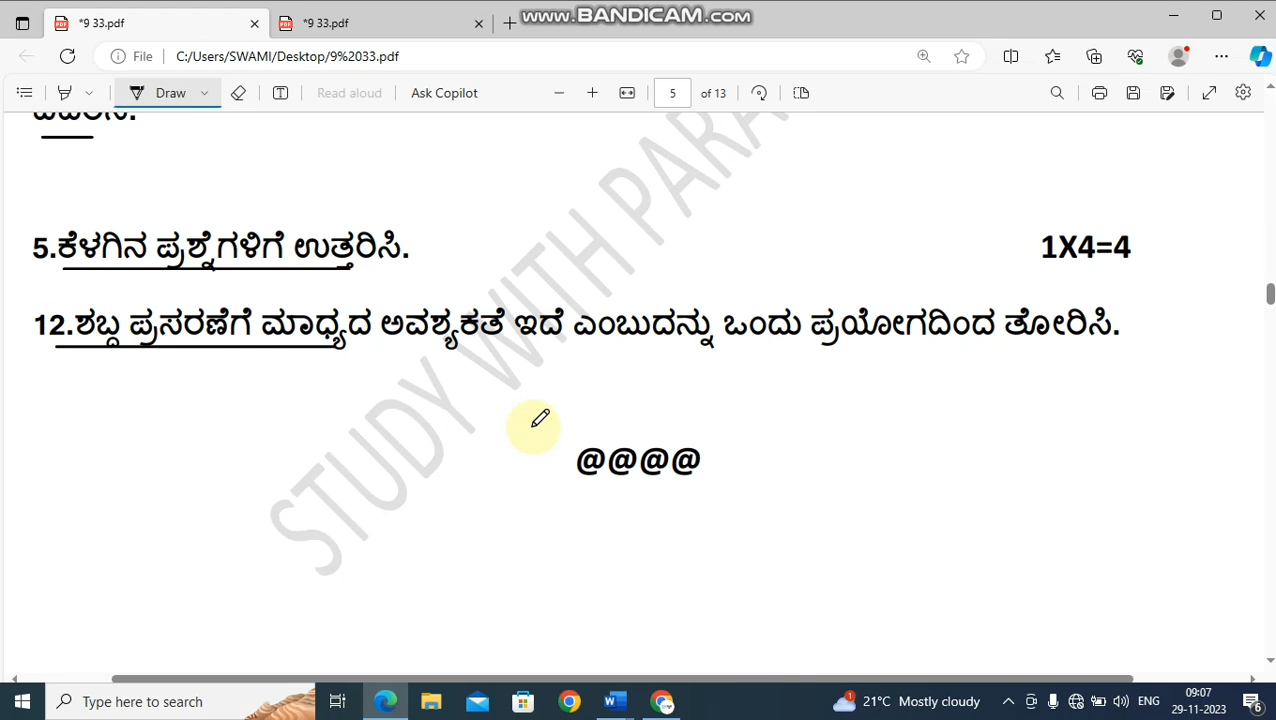 www.BANDICAM.com
*9 33.pdf
*9 33.pdf
File
C:/Users/SWAMI/Desktop/9%2033.pdf
Draw
Read aloud
Ask Copilot
5
of 13
5.ಕೆಳಗಿನ ಪ್ರಶ್ನೆಗಳಿಗೆ ಉತ್ತರಿಸಿ. 1X4=4
12.ಶಬ್ದ ಪ್ರಸರಣೆಗೆ ಮಾಧ್ಯದ ಅವಶ್ಯಕತೆ ಇದೆ ಎಂಬುದನ್ನು ಒಂದು ಪ್ರಯೋಗದಿಂದ ತೋರಿಸಿ.
@@@@
STUDY WITH PARA
Type here to search
1
21°C Mostly cloudy
ENG
09:07
29-11-2023
6